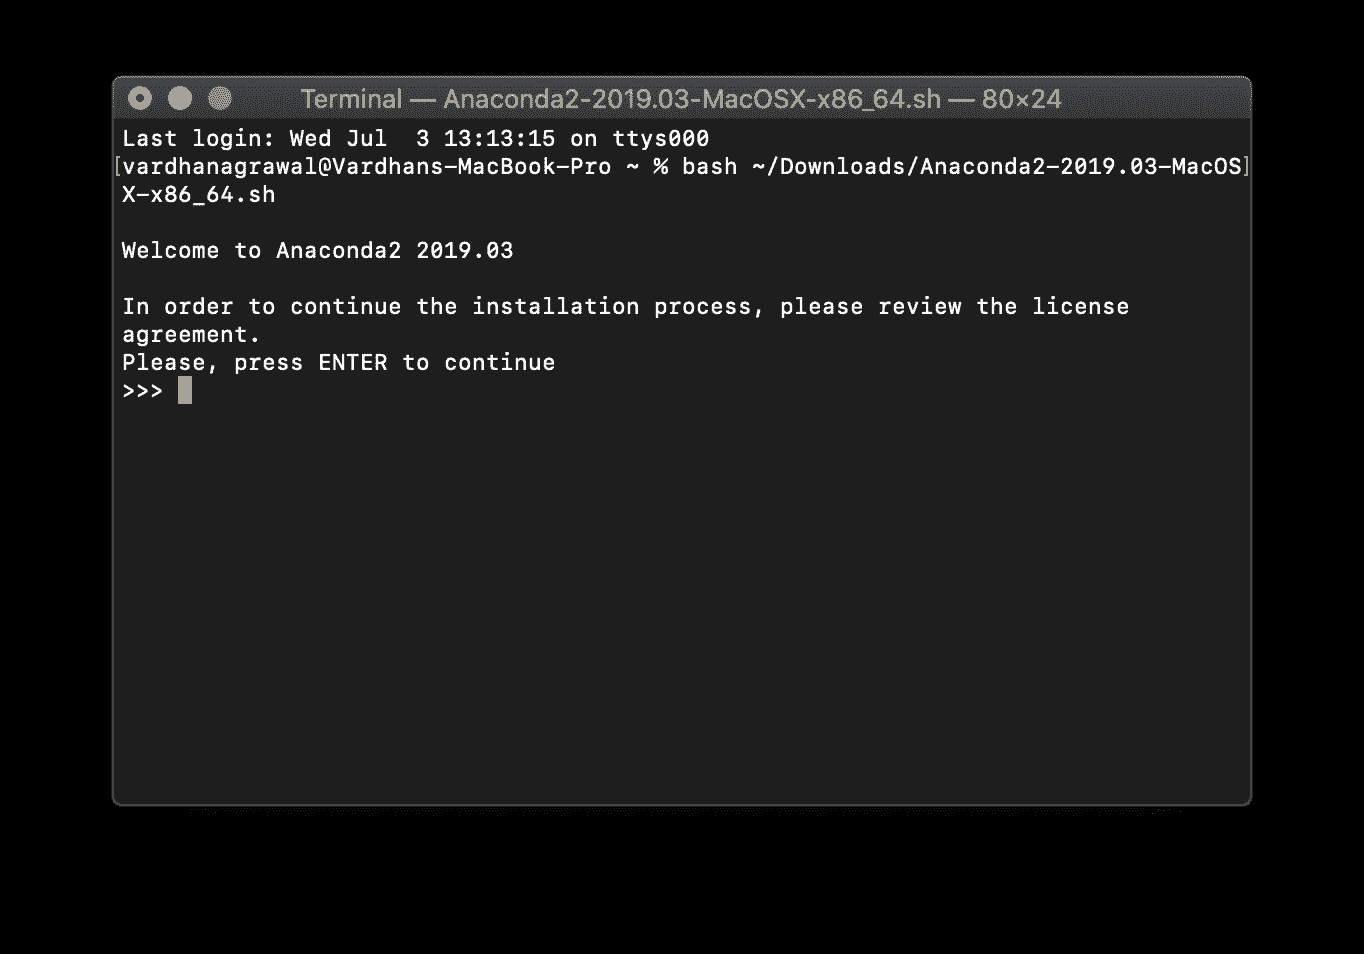 Terminal — Anaconda2-2019.03-MacOSX-x86_64.sh — 80×24
Last login: Wed Jul  3 13:13:15 on ttys000
[vardhanagrawal@Vardhans-MacBook-Pro ~ % bash ~/Downloads/Anaconda2-2019.03-MacOS]
X-x86_64.sh
Welcome to Anaconda2 2019.03
In order to continue the installation process, please review the license
agreement.
Please, press ENTER to continue
>>>